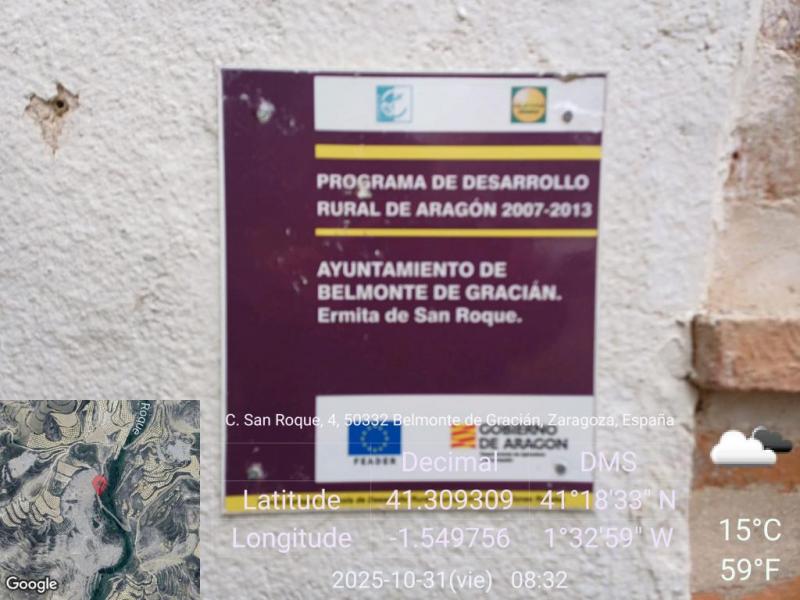 PROGRAMA DE DESARROLLO
RURAL DE ARAGÓN 2007-2013
AYUNTAMIENTO DE
BELMONTE DE GRACIÁN.
Ermita de San Roque.
C. San Roque, 4, 50332 Belmonte de Gracián, Zaragoza, España
FEADER
GOBIERNO
DE ARAGON
Decimal DMS
Latitude 41.309309 41°18'33" N
Longitude -1.549756 1°32'59" W
2025-10-31(vie) 08:32
15°C
59°F
Roque
Google